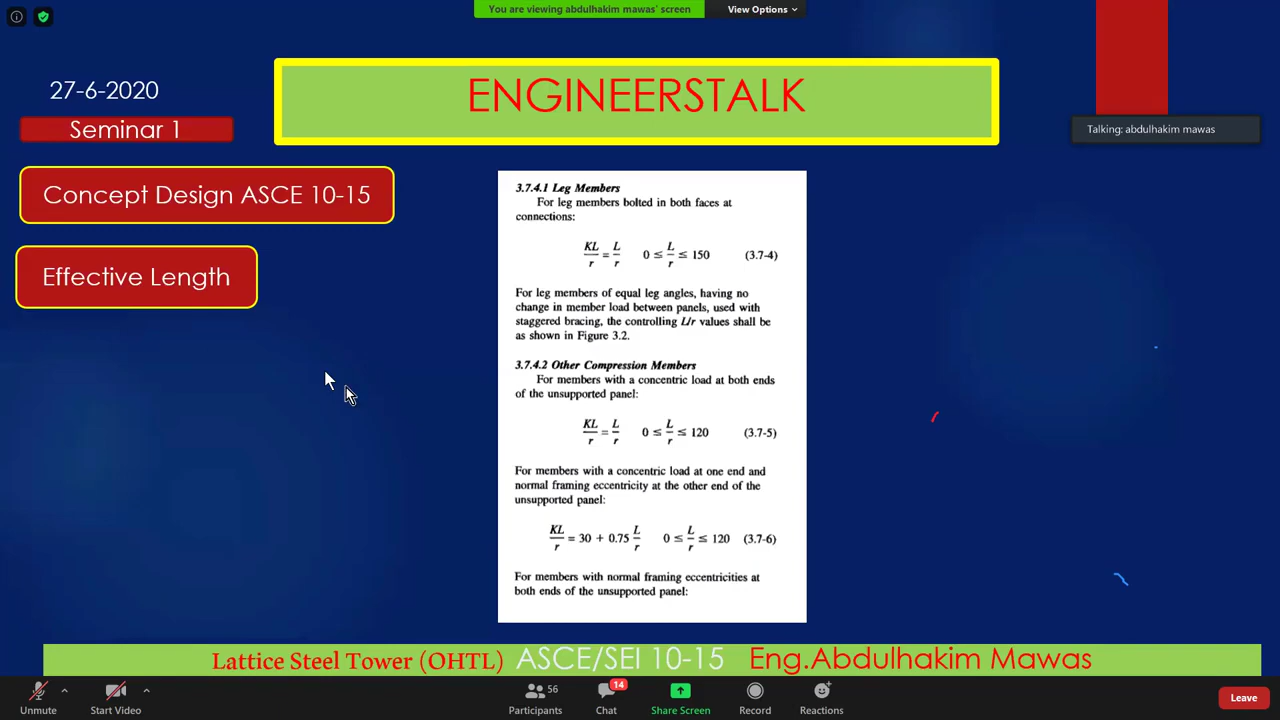 You are viewing abdulhakim mawas' screen
View Options
27-6-2020
ENGINEERSTALK
Seminar 1
Talking: abdulhakim mawas
Concept Design ASCE 10-15
Effective Length
3.7.4.1 Leg Members
For leg members bolted in both faces at
connections:
KL/r = L/r 0 ≤ L/r ≤ 150 (3.7-4)
For leg members of equal leg angles, having no
change in member load between panels, used with
staggered bracing, the controlling L/r values shall be
as shown in Figure 3.2.
3.7.4.2 Other Compression Members
For members with a concentric load at both ends
of the unsupported panel:
KL/r = L/r 0 ≤ L/r ≤ 120 (3.7-5)
For members with a concentric load at one end and
normal framing eccentricity at the other end of the
unsupported panel:
KL/r = 30 + 0.75 L/r 0 ≤ L/r ≤ 120 (3.7-6)
For members with normal framing eccentricities at
both ends of the unsupported panel:
Lattice Steel Tower (OHTL) ASCE/SEI 10-15 Eng.Abdulhakim Mawas
56
14
Unmute
Start Video
Participants
Chat
Share Screen
Record
Reactions
Leave